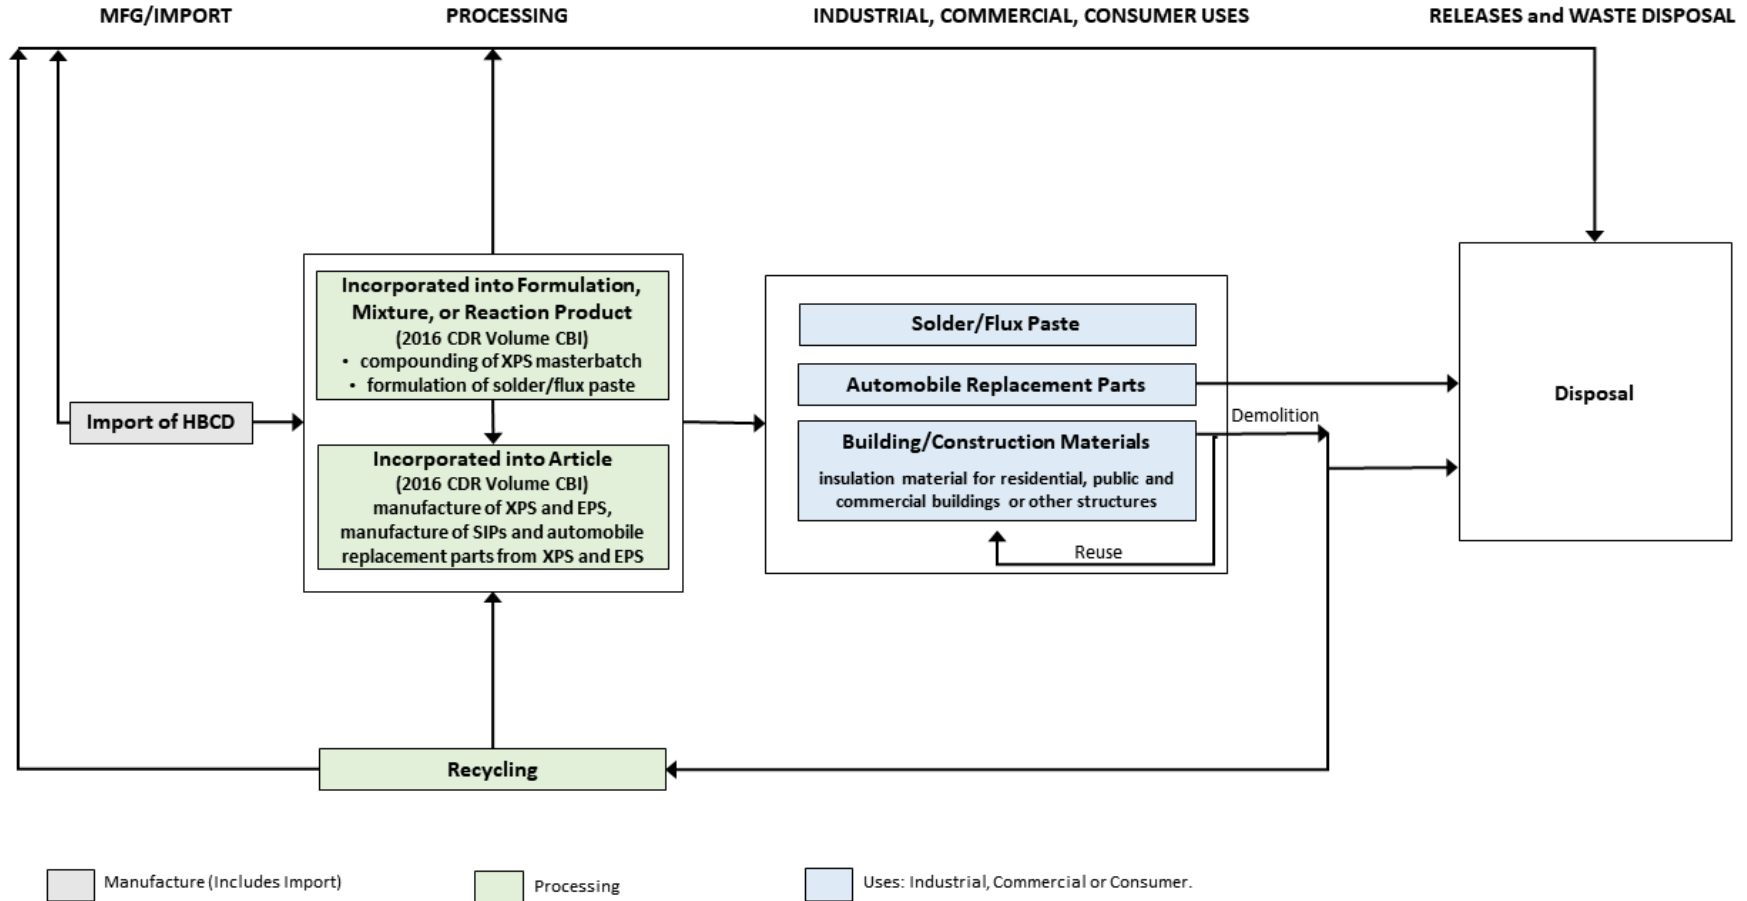 MFG/IMPORT
PROCESSING
INDUSTRIAL, COMMERCIAL, CONSUMER USES
RELEASES and WASTE DISPOSAL
Import of HBCD
Incorporated into Formulation,
Mixture, or Reaction Product
(2016 CDR Volume CBI)
• compounding of XPS masterbatch
• formulation of solder/flux paste
Incorporated into Article
(2016 CDR Volume CBI)
manufacture of XPS and EPS,
manufacture of SIPs and automobile
replacement parts from XPS and EPS
Solder/Flux Paste
Automobile Replacement Parts
Building/Construction Materials
insulation material for residential, public and
commercial buildings or other structures
Demolition
Reuse
Disposal
Recycling
Manufacture (Includes Import)
Processing
Uses: Industrial, Commercial or Consumer.